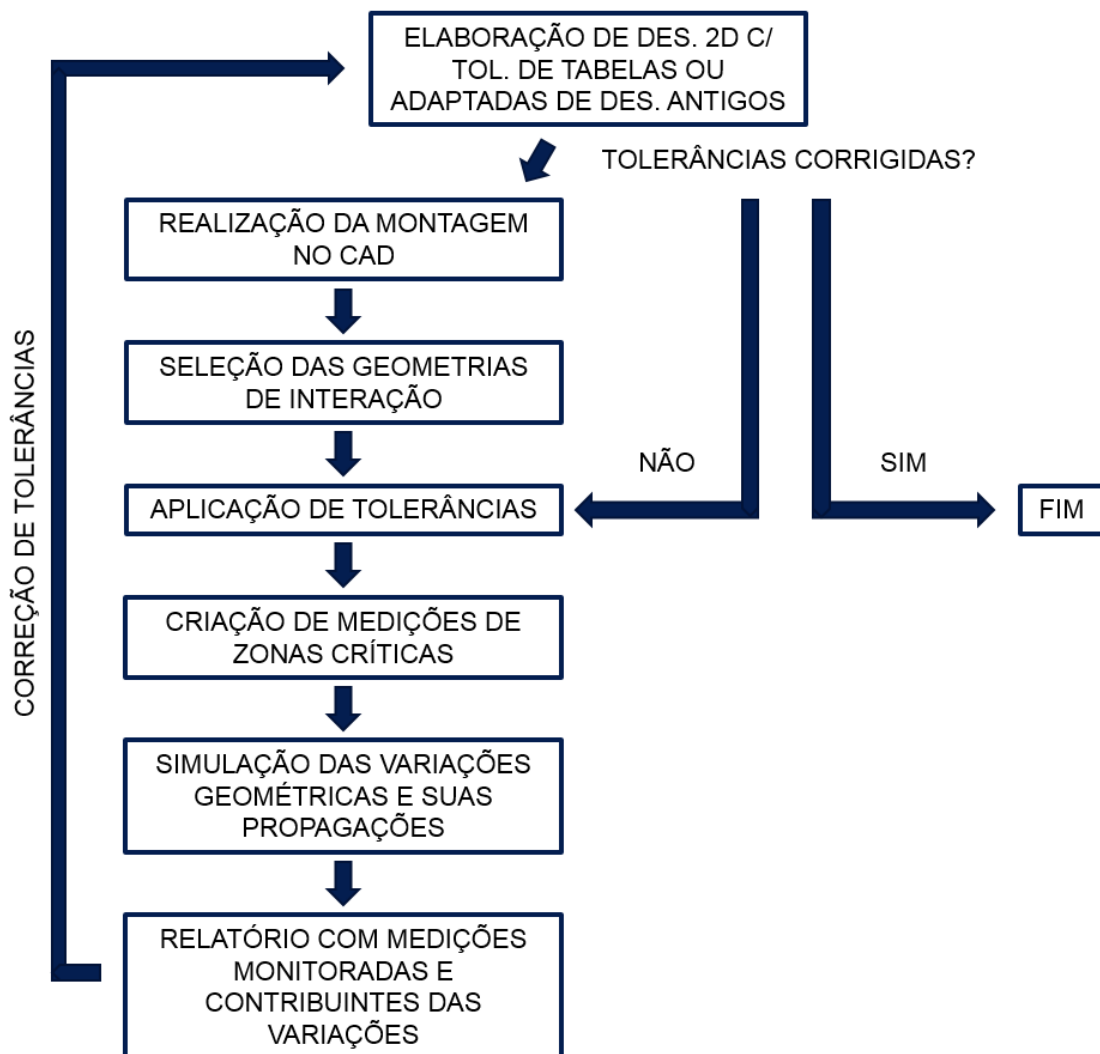 ELABORAÇÃO DE DES. 2D C/
TOL. DE TABELAS OU
ADAPTADAS DE DES. ANTIGOS
TOLERÂNCIAS CORRIGIDAS?
REALIZAÇÃO DA MONTAGEM
NO CAD
SELEÇÃO DAS GEOMETRIAS
DE INTERAÇÃO
NÃO
SIM
APLICAÇÃO DE TOLERÂNCIAS
FIM
CRIAÇÃO DE MEDIÇÕES DE
ZONAS CRÍTICAS
SIMULAÇÃO DAS VARIAÇÕES
GEOMÉTRICAS E SUAS
PROPAGAÇÕES
RELATÓRIO COM MEDIÇÕES
MONITORADAS E
CONTRIBUINTES DAS
VARIAÇÕES
CORREÇÃO DE TOLERÂNCIAS